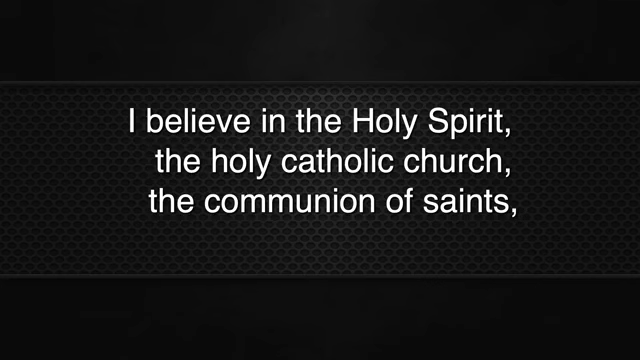 I believe in the Holy Spirit,
the holy catholic church,
the communion of saints,